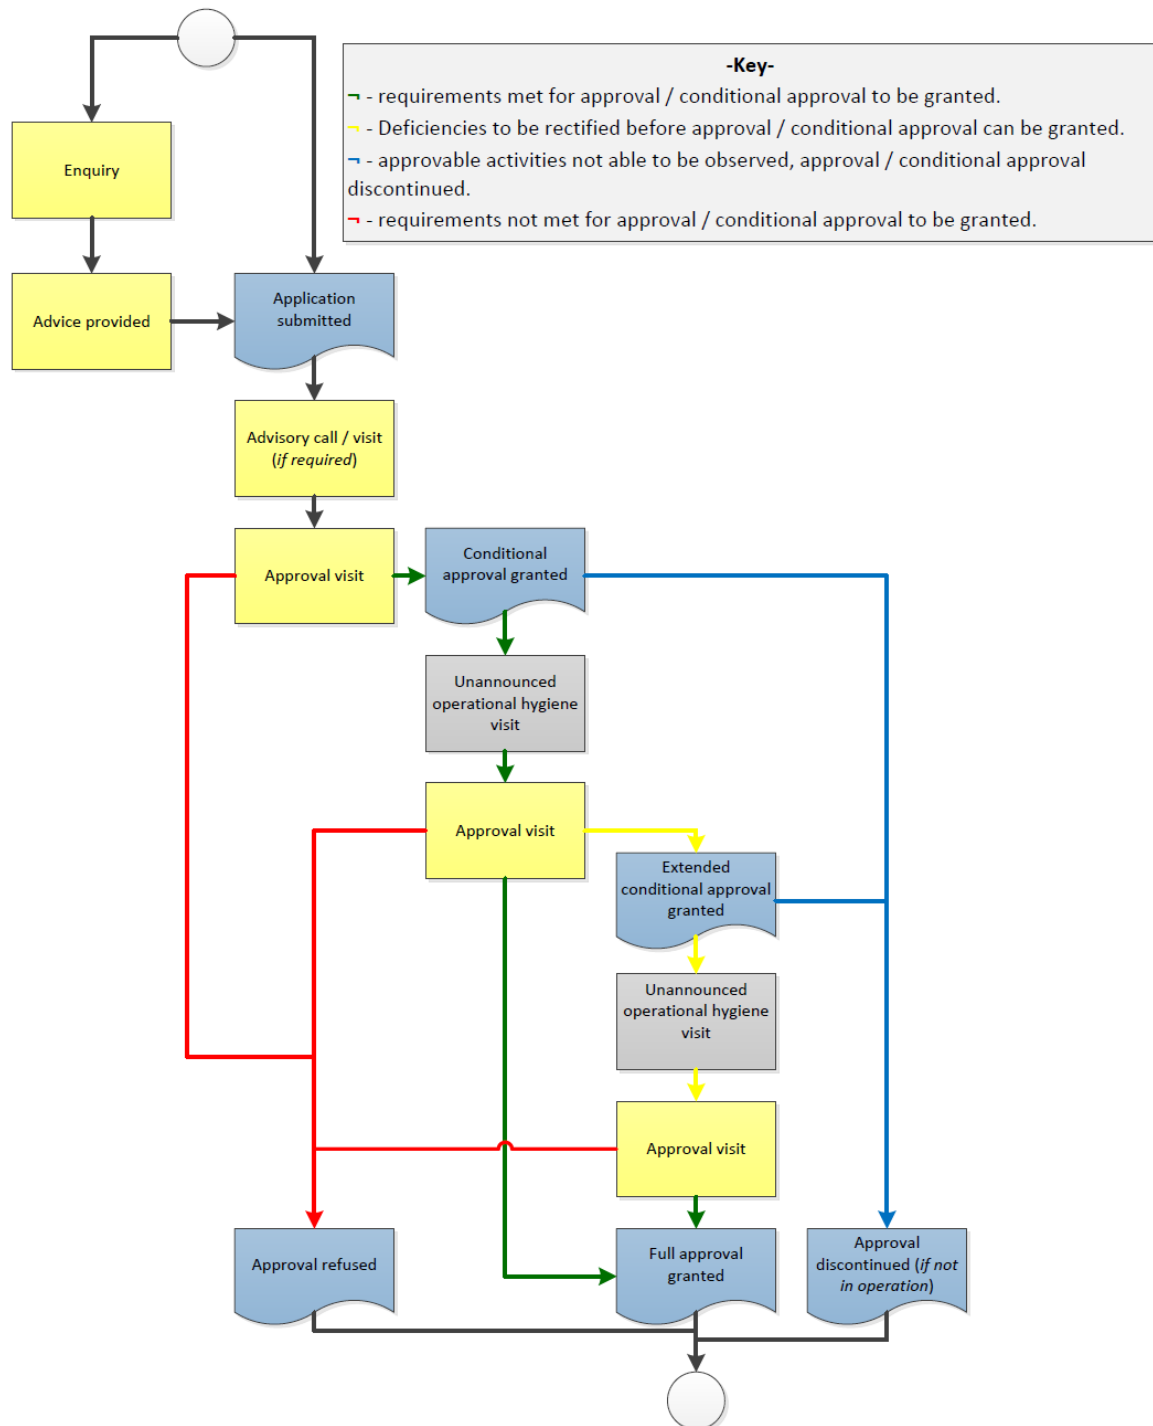 -Key-
¬ - requirements met for approval / conditional approval to be granted.
¬ - Deficiencies to be rectified before approval / conditional approval can be granted.
¬ - approvable activities not able to be observed, approval / conditional approval
discontinued.
¬ - requirements not met for approval / conditional approval to be granted.
Enquiry
Advice provided
Application
submitted
Advisory call / visit
(if required)
Approval visit
Conditional
approval granted
Unannounced
operational hygiene
visit
Approval visit
Extended
conditional approval
granted
Unannounced
operational hygiene
visit
Approval visit
Approval refused
Full approval
granted
Approval
discontinued (if not
in operation)